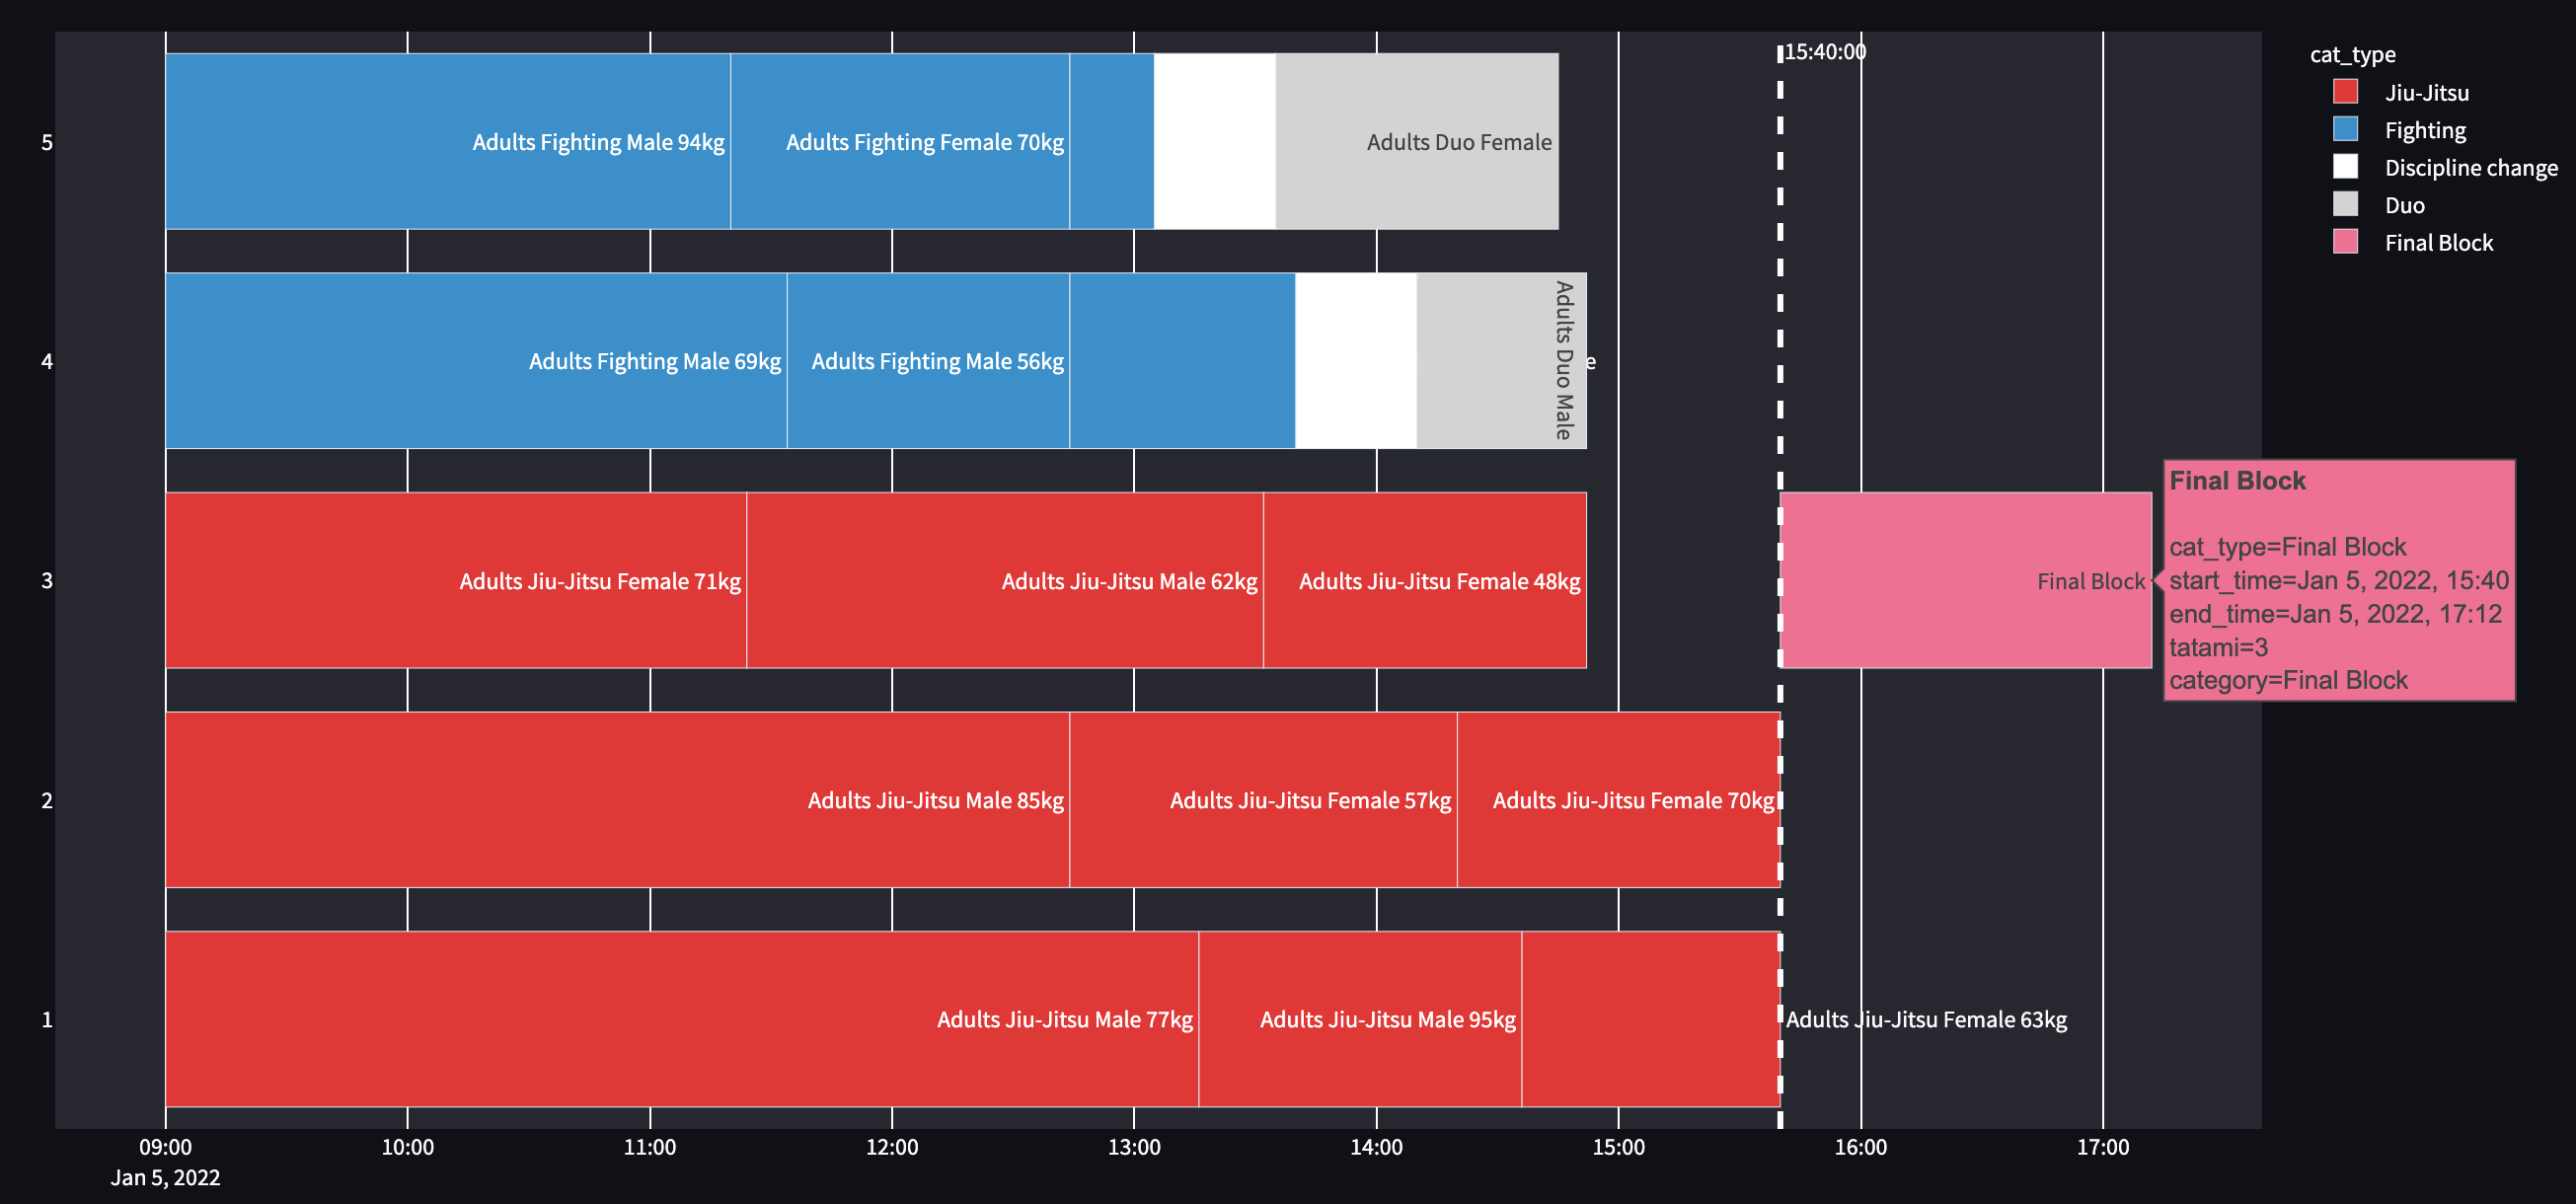 15:40:00
cat_type
Jiu-Jitsu
Fighting
Discipline change
Duo
Final Block
5
Adults Fighting Male 94kg
Adults Fighting Female 70kg
Adults Duo Female
4
Adults Fighting Male 69kg
Adults Fighting Male 56kg
Adults Duo Male
e
3
Adults Jiu-Jitsu Female 71kg
Adults Jiu-Jitsu Male 62kg
Adults Jiu-Jitsu Female 48kg
Final Block
Final Block
cat_type=Final Block
start_time=Jan 5, 2022, 15:40
end_time=Jan 5, 2022, 17:12
tatami=3
category=Final Block
2
Adults Jiu-Jitsu Male 85kg
Adults Jiu-Jitsu Female 57kg
Adults Jiu-Jitsu Female 70kg
1
Adults Jiu-Jitsu Male 77kg
Adults Jiu-Jitsu Male 95kg
Adults Jiu-Jitsu Female 63kg
09:00
10:00
11:00
12:00
13:00
14:00
15:00
16:00
17:00
Jan 5, 2022